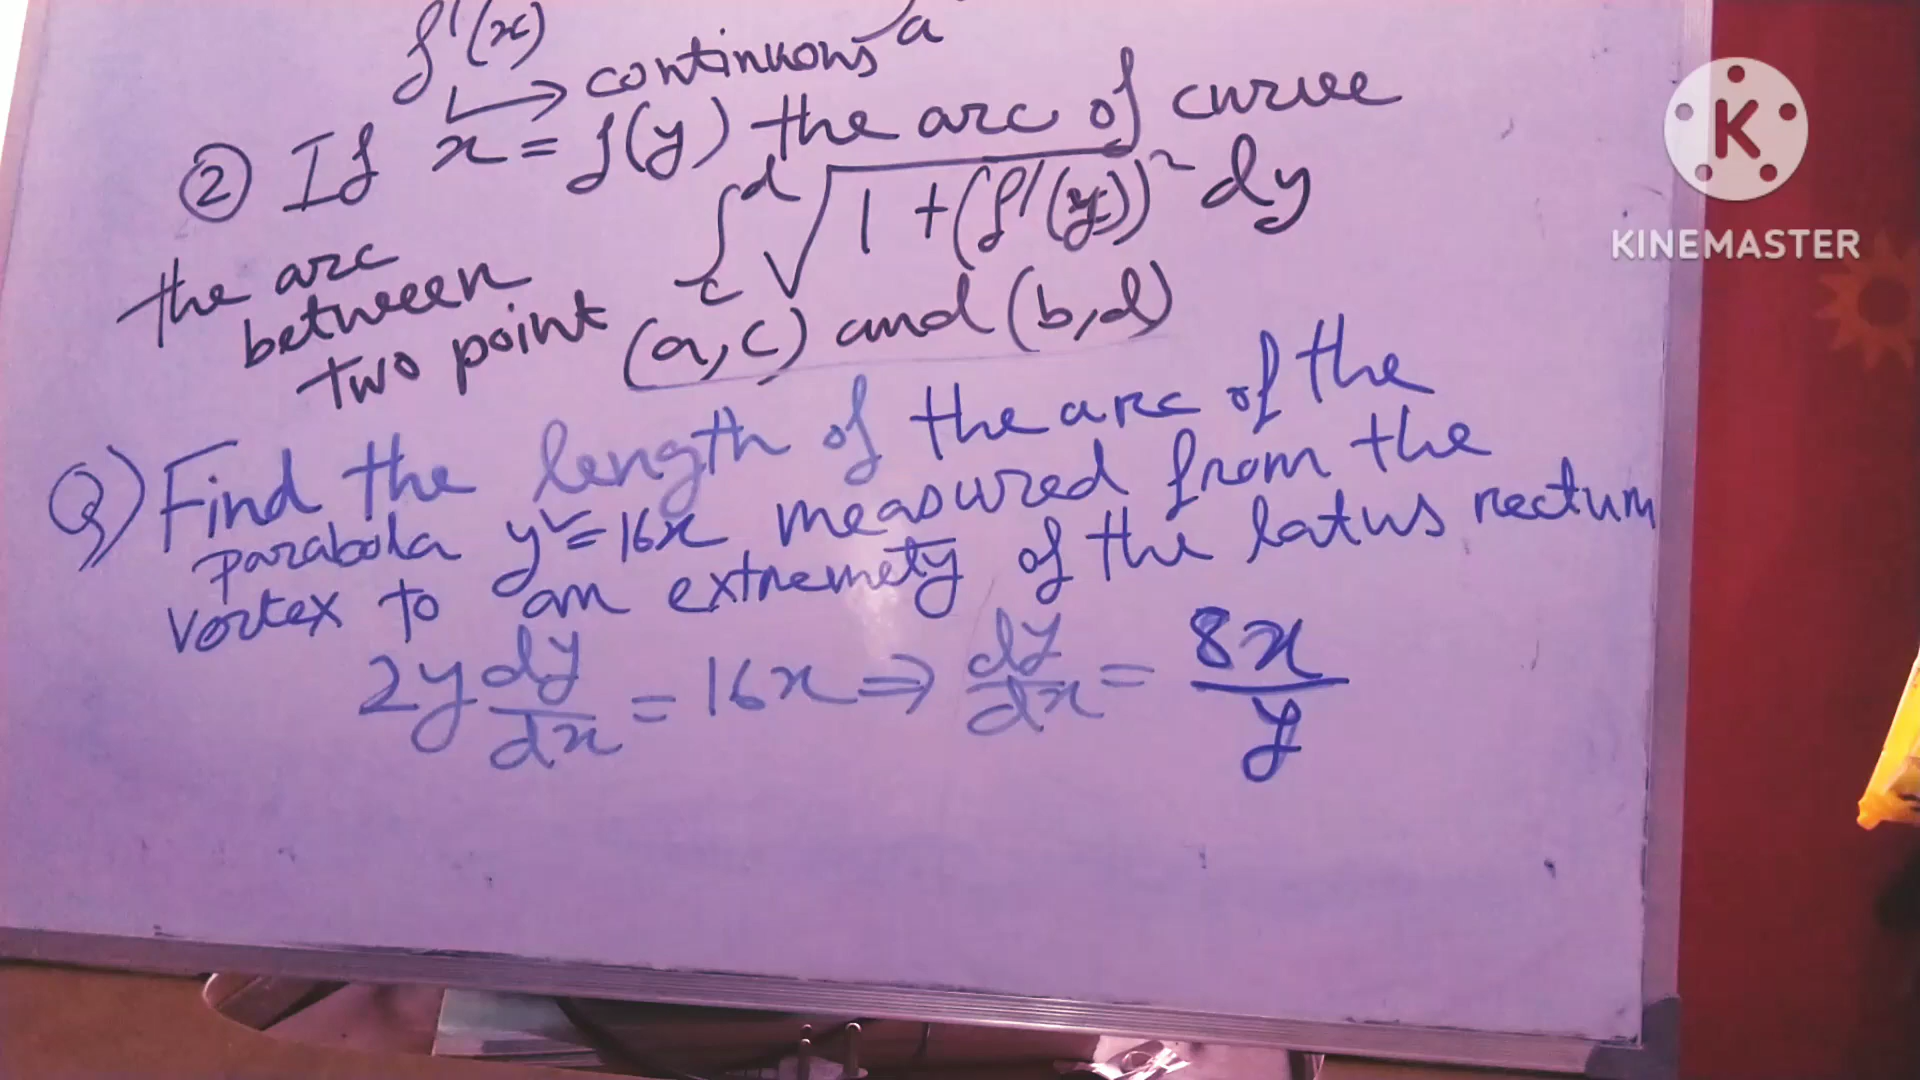 f'(x)
continuous a
② If x = f(y) the arc of curve
the arc ∫_c^d √(1 + (f'(y))² dy
between
two point (a, c) and (b, d)
Q) Find the length of the arc of the
parabola y² = 16x measured from the
vortex to an extremety of the latus rectum
2y dy/dx = 16x ⇒ dy/dx = 8x/y
K
KINEMASTER